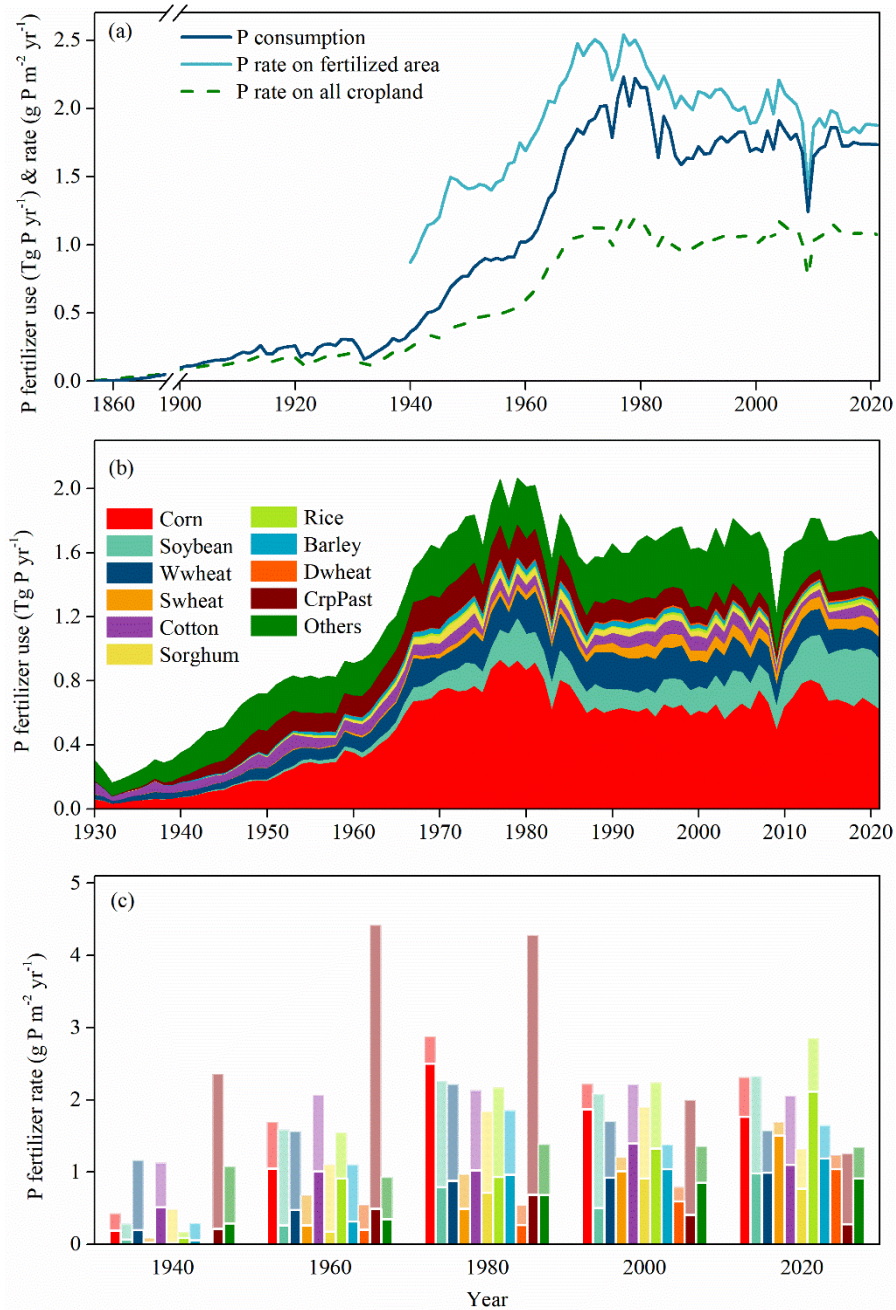 (a)
P consumption
P rate on fertilized area
P rate on all cropland
P fertilizer use (Tg P yr⁻¹) & rate (g P m⁻² yr⁻¹)
2.5
2.0
1.5
1.0
0.5
0.0
1860 1900 1920 1940 1960 1980 2000 2020
(b)
Corn Rice
Soybean Barley
Wwheat Dwheat
Swheat CrpPast
Cotton Others
Sorghum
P fertilizer use (Tg P yr⁻¹)
2.0
1.6
1.2
0.8
0.4
0.0
1930 1940 1950 1960 1970 1980 1990 2000 2010 2020
(c)
P fertilizer rate (g P m⁻² yr⁻¹)
5
4
3
2
1
0
1940 1960 1980 2000 2020
Year